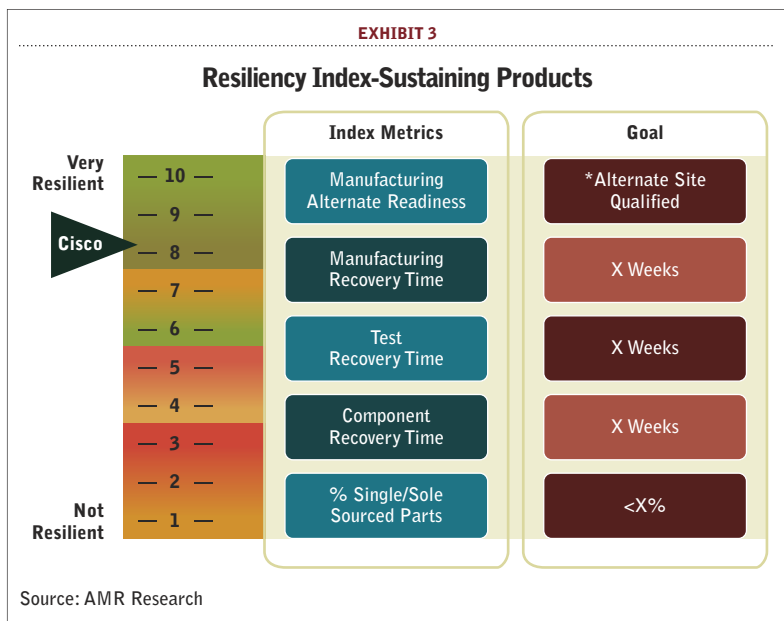 EXHIBIT 3
Resiliency Index-Sustaining Products
Index Metrics
Goal
Very
Resilient
— 10 —
— 9 —
Cisco
— 8 —
— 7 —
— 6 —
— 5 —
— 4 —
— 3 —
— 2 —
— 1 —
Not
Resilient
Manufacturing
Alternate Readiness
*Alternate Site
Qualified
Manufacturing
Recovery Time
X Weeks
Test
Recovery Time
X Weeks
Component
Recovery Time
X Weeks
% Single/Sole
Sourced Parts
<X%
Source: AMR Research